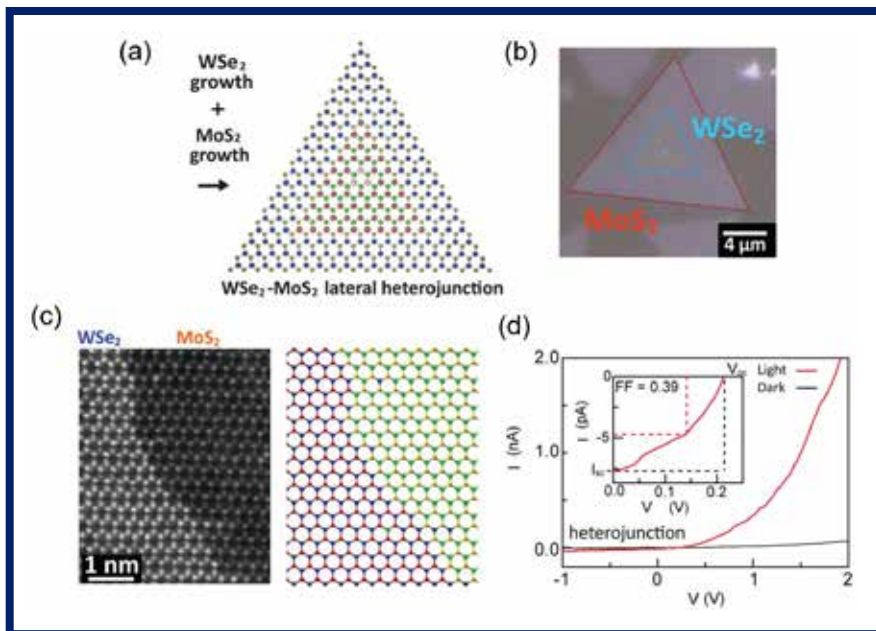 (a)
WSe₂
growth
+
MoS₂
growth
WSe₂-MoS₂ lateral heterojunction
(b)
WSe₂
MoS₂
4 µm
(c)
WSe₂ MoS₂
1 nm
(d)
2.0
1.0
0.0
I (nA)
-1 0 1 2
V (V)
heterojunction
Light
Dark
V
FF = 0.39
0
-5
I
I (pA)
0.0 0.1 0.2
V (V)